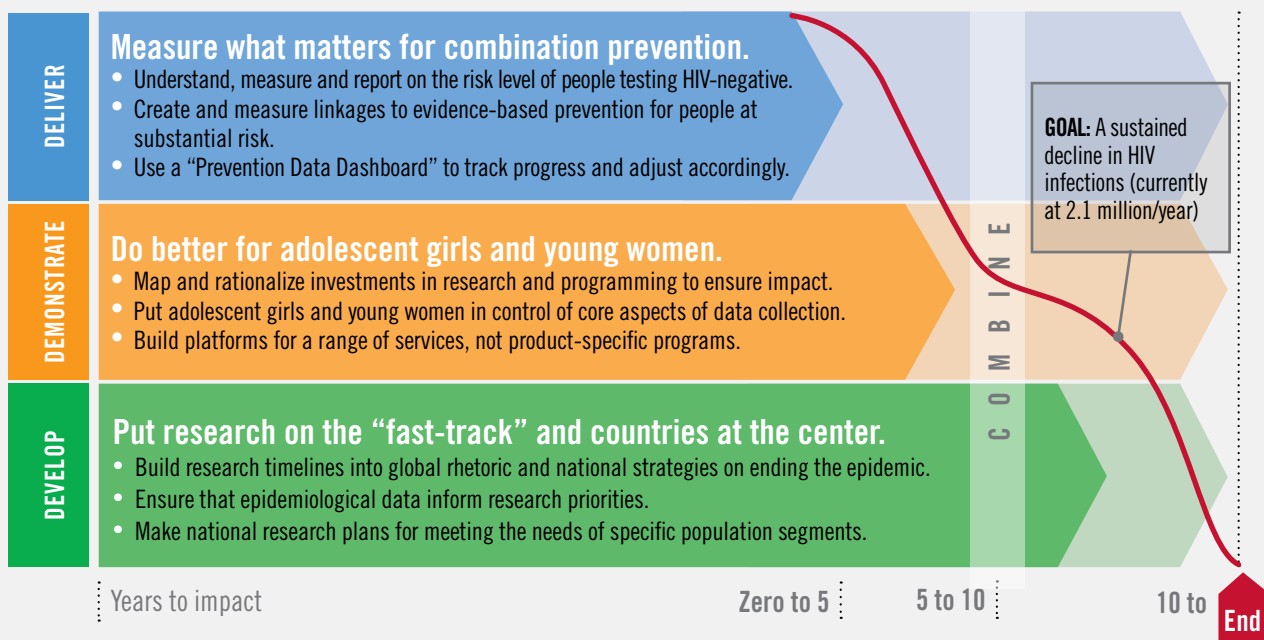 DELIVER
Measure what matters for combination prevention.
• Understand, measure and report on the risk level of people testing HIV-negative.
• Create and measure linkages to evidence-based prevention for people at
substantial risk.
• Use a “Prevention Data Dashboard” to track progress and adjust accordingly.
GOAL: A sustained
decline in HIV
infections (currently
at 2.1 million/year)
DEMONSTRATE
Do better for adolescent girls and young women.
• Map and rationalize investments in research and programming to ensure impact.
• Put adolescent girls and young women in control of core aspects of data collection.
• Build platforms for a range of services, not product-specific programs.
COMBINE
DEVELOP
Put research on the “fast-track” and countries at the center.
• Build research timelines into global rhetoric and national strategies on ending the epidemic.
• Ensure that epidemiological data inform research priorities.
• Make national research plans for meeting the needs of specific population segments.
Years to impact
Zero to 5
5 to 10
10 to
End